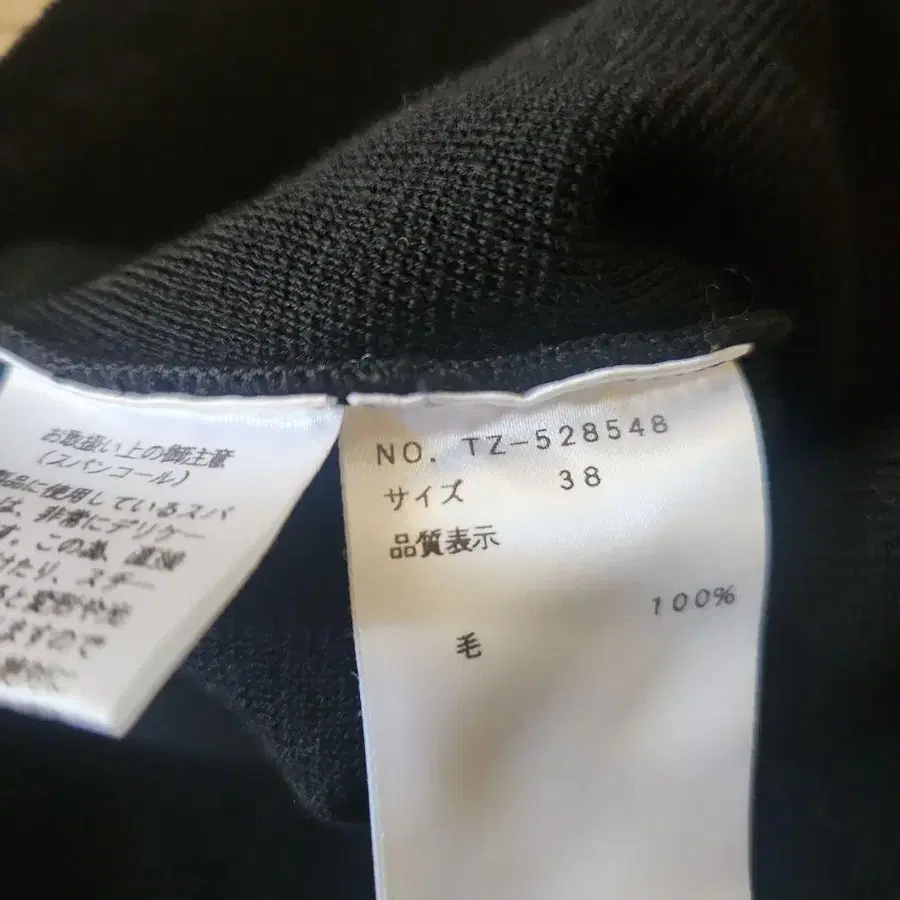 お取扱い上の御注意
(スパンコール)
製品に使用しているスパ
は、非常にデリケー
す。この為、直接
けたり、スチー
ると変形や
ますので
NO. TZ-528548
サイズ 38
品質表示
毛 100%